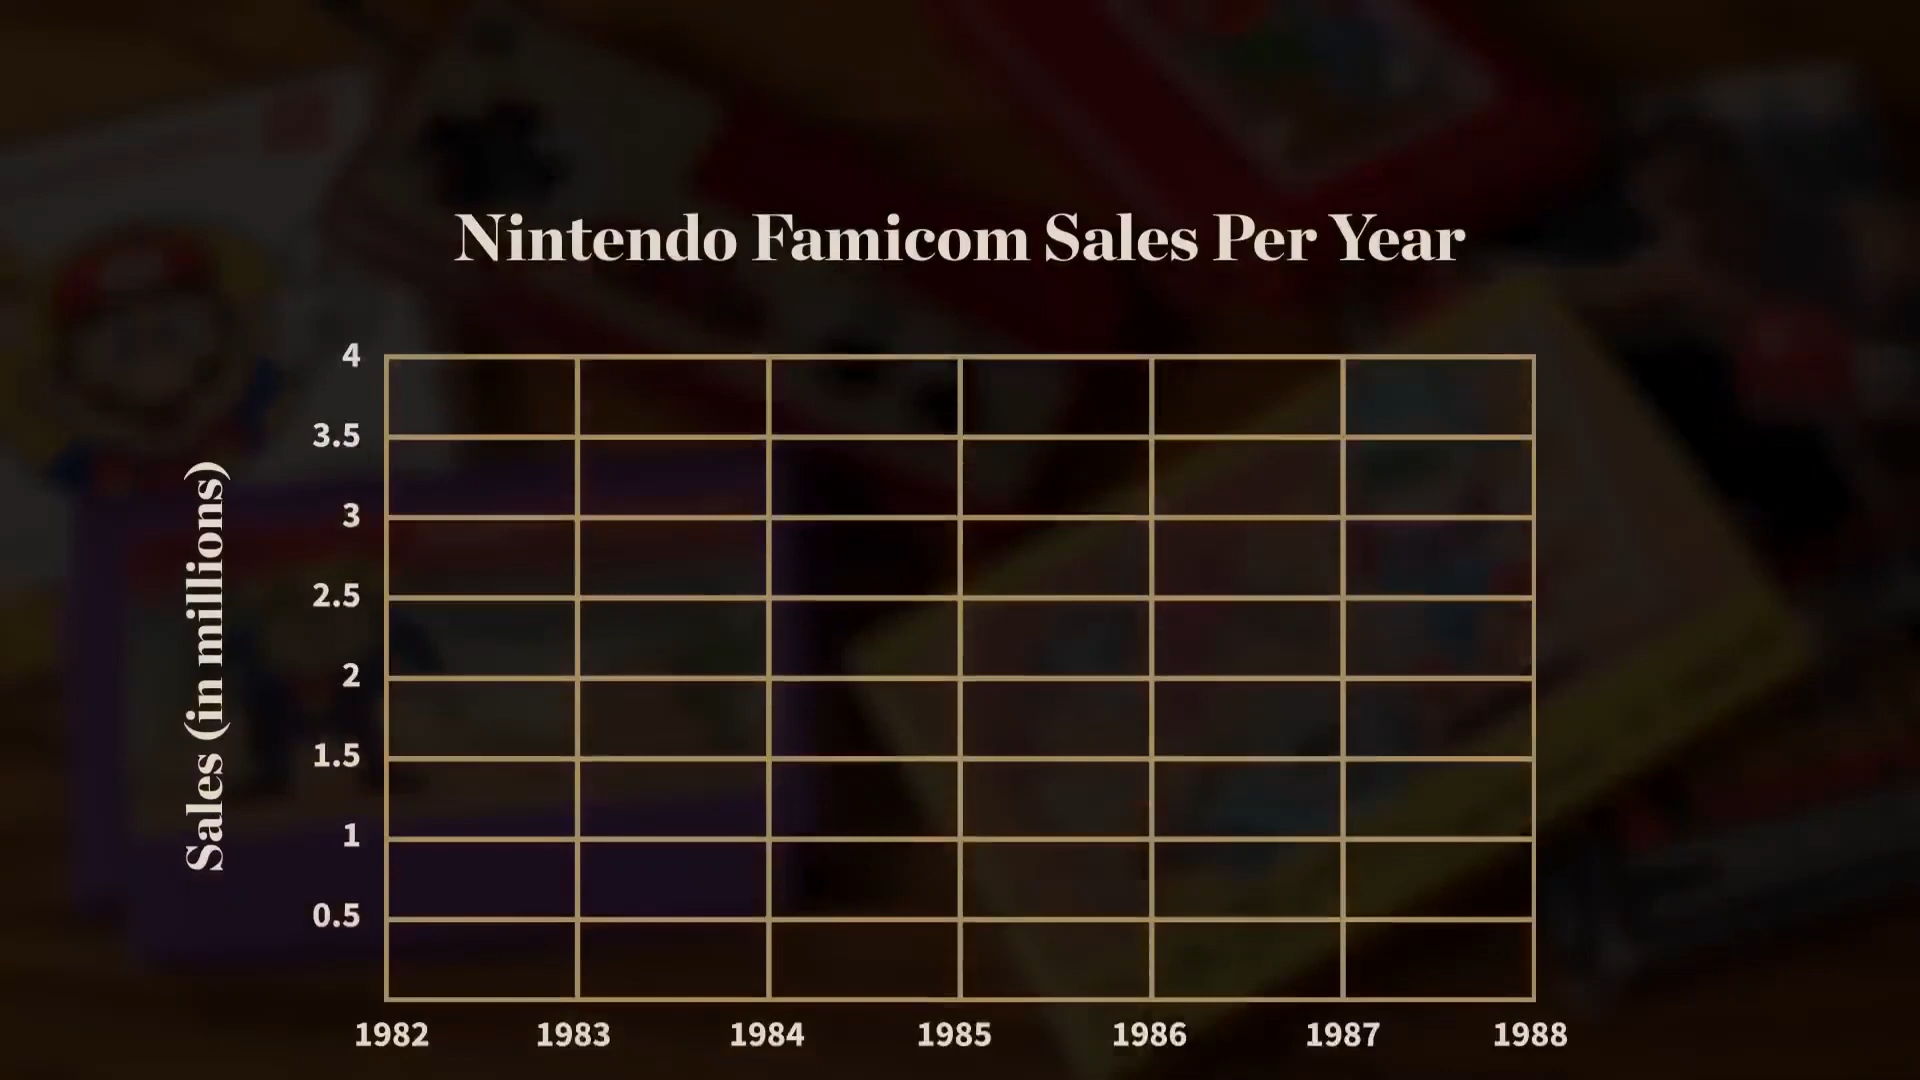 Nintendo Famicom Sales Per Year
Sales (in millions)
4
3.5
3
2.5
2
1.5
1
0.5
1982 1983 1984 1985 1986 1987 1988